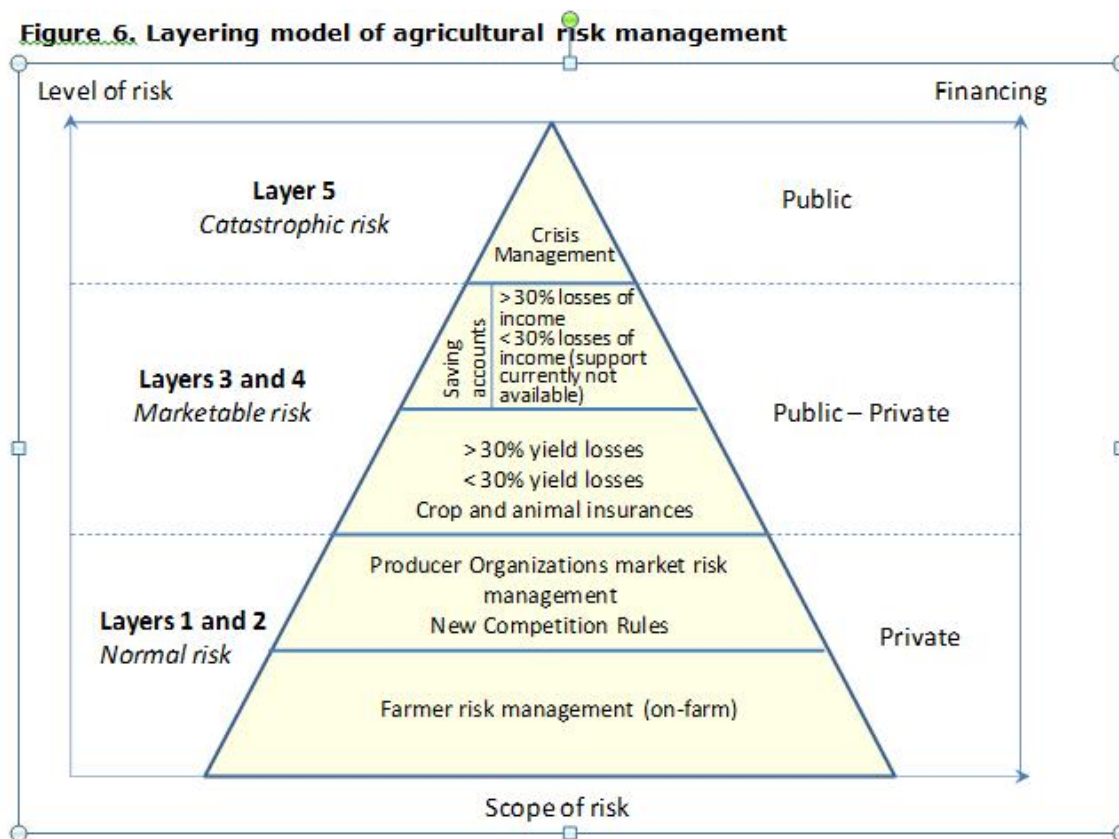 Figure 6. Layering model of agricultural risk management
Level of risk
Financing
Layer 5
Catastrophic risk
Crisis
Management
Public
Layers 3 and 4
Marketable risk
Saving
accounts
> 30% losses of
income
< 30% losses of
income (support
currently not
available)
Public – Private
> 30% yield losses
< 30% yield losses
Crop and animal insurances
Layers 1 and 2
Normal risk
Producer Organizations market risk
management
New Competition Rules
Private
Farmer risk management (on-farm)
Scope of risk